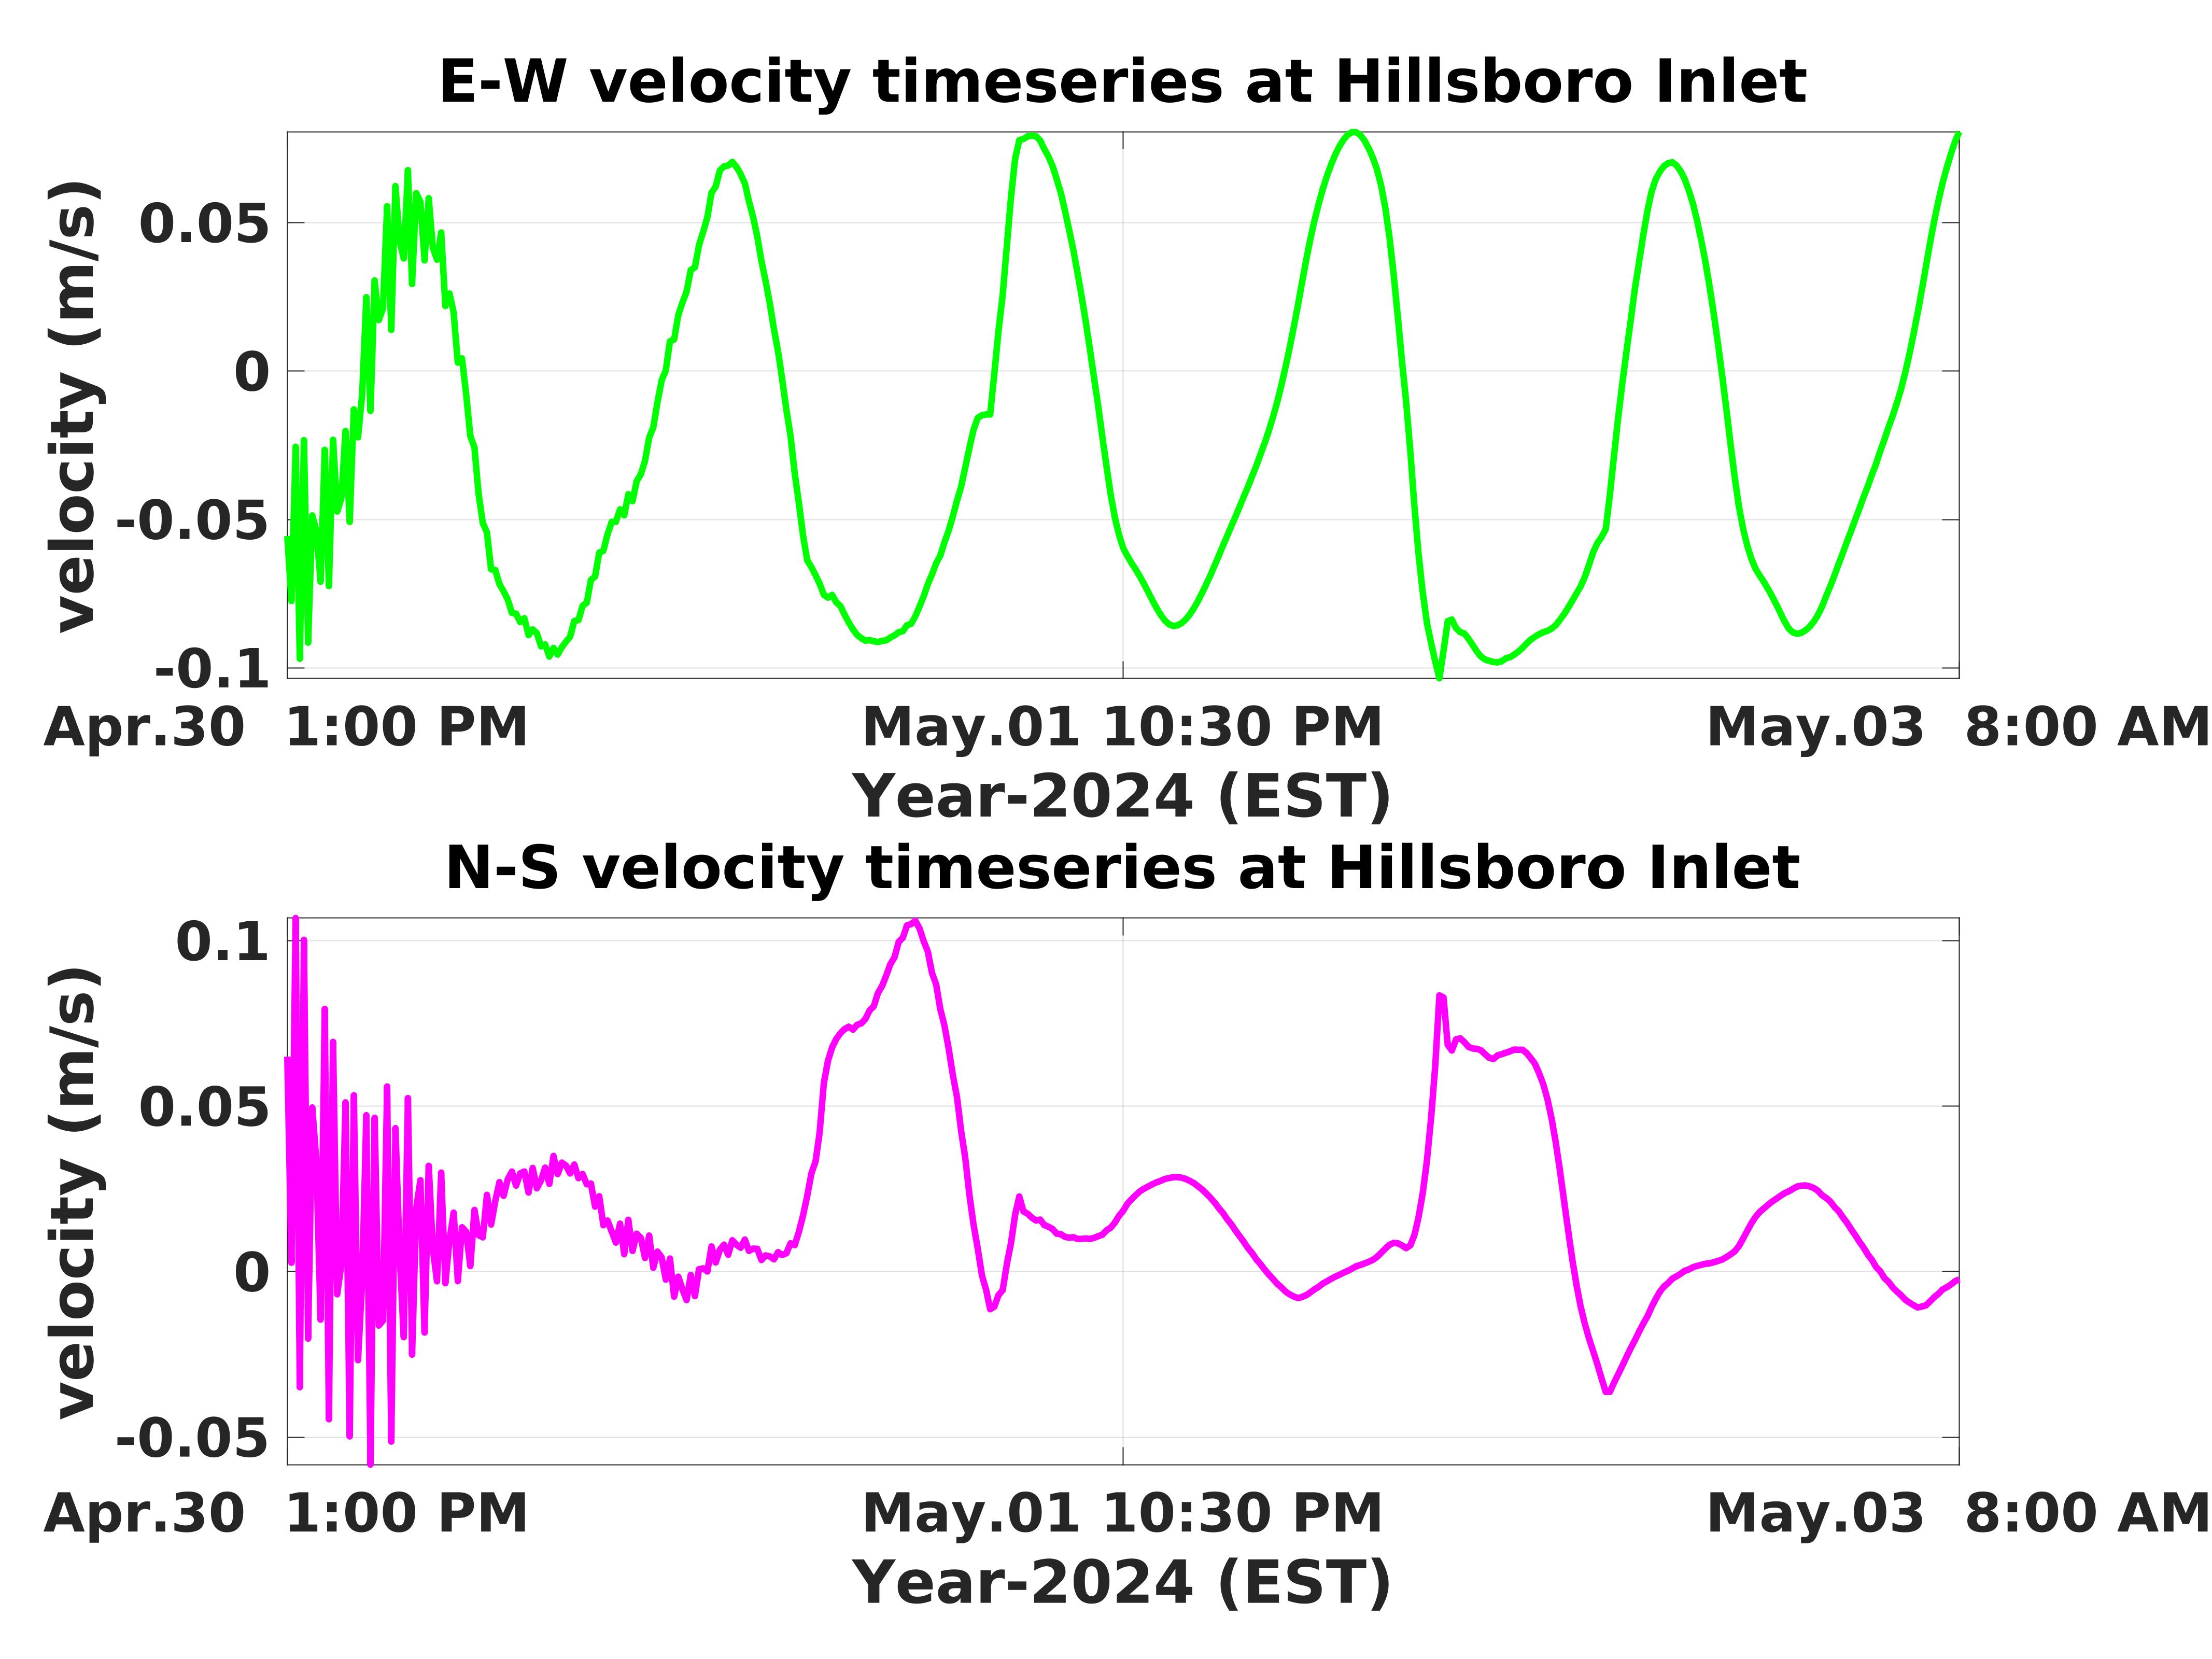 E-W velocity timeseries at Hillsboro Inlet
velocity (m/s)
0.05
0
-0.05
-0.1
Apr.30 1:00 PM May.01 10:30 PM May.03 8:00 AM
Year-2024 (EST)
N-S velocity timeseries at Hillsboro Inlet
velocity (m/s)
0.1
0.05
0
-0.05
Apr.30 1:00 PM May.01 10:30 PM May.03 8:00 AM
Year-2024 (EST)